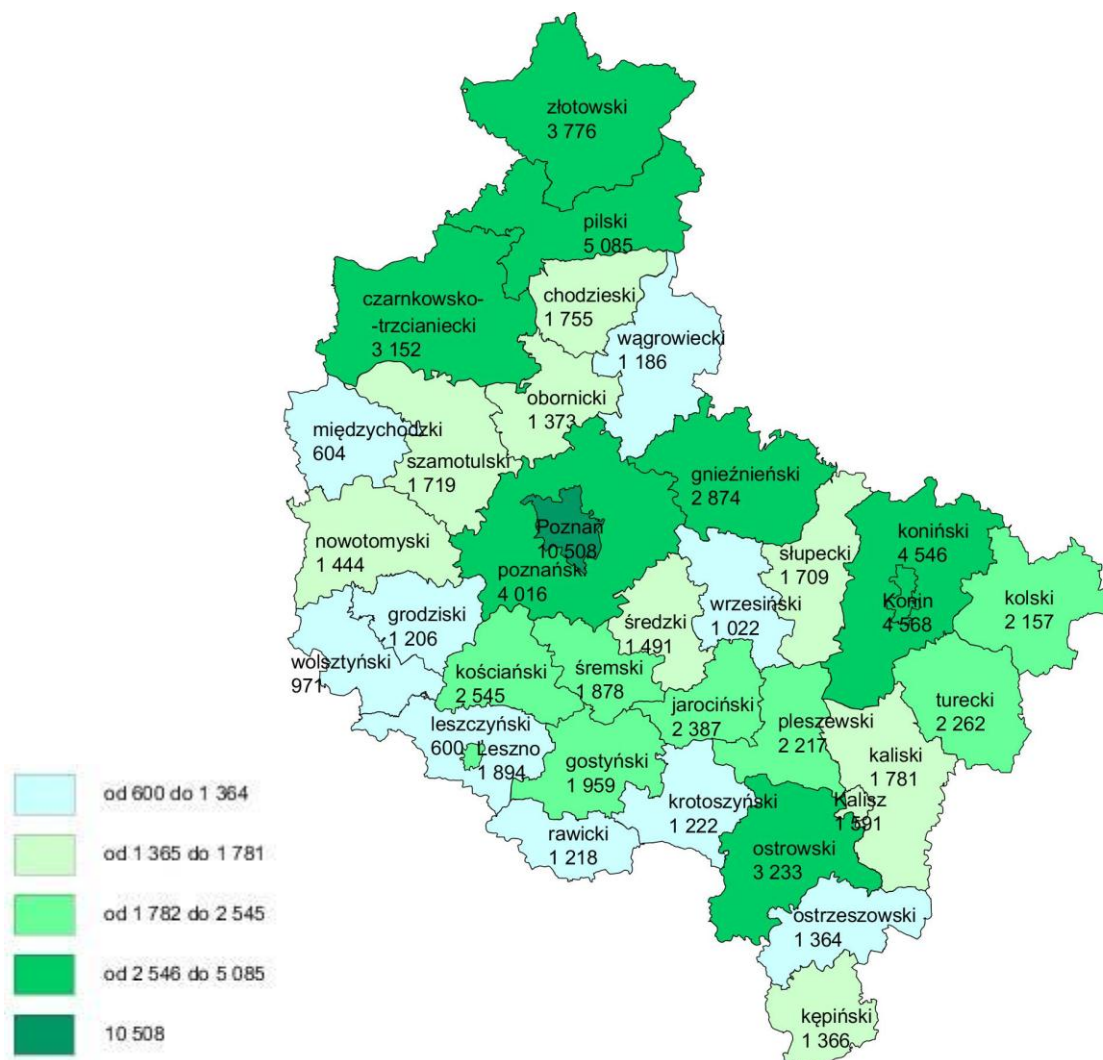 złotowski
3 776
pilski
5 085
chodzieski
1 755
czarnkowsko-
-trzcianiecki
3 152
wągrowiecki
1 186
obornicki
1 373
międzychodzki
604
szamotulski
1 719
gnieźnieński
2 874
Poznań
10 508
nowotomyski
1 444
poznański
4 016
słupecki
1 709
koniński
4 546
Konin
4 568
kolski
2 157
grodziski
1 206
średzki
1 491
wrzesiński
1 022
wolsztyński
971
kościański
2 545
śremski
1 878
jarociński
2 387
pleszewski
2 217
turecki
2 262
leszczyński
600
Leszno
1 894
gostyński
1 959
kaliski
1 781
krotoszyński
1 222
Kalisz
1 591
rawicki
1 218
ostrowski
3 233
ostrzeszowski
1 364
kępiński
1 366
od 600 do 1 364
od 1 365 do 1 781
od 1 782 do 2 545
od 2 546 do 5 085
10 508